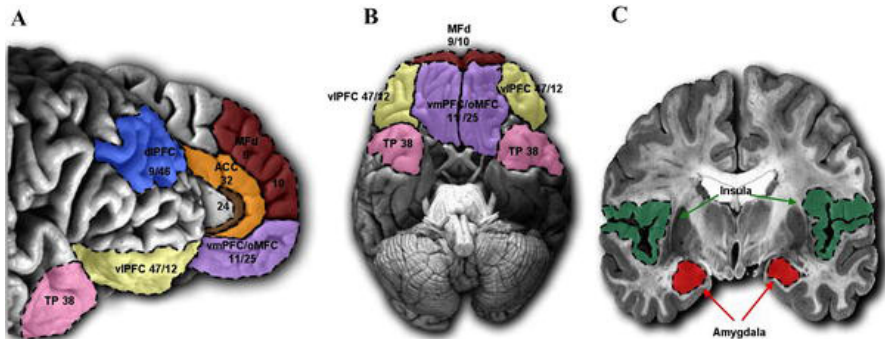 A
dlPFC
9/46
MFd
9
10
ACC
32
24
vmPFC/oMFC
11/25
vlPFC 47/12
TP 38
B
MFd
9/10
vlPFC 47/12
vlPFC 47/12
vmPFC/oMFC
11 /25
TP 38
TP 38
C
Insula
Amygdala